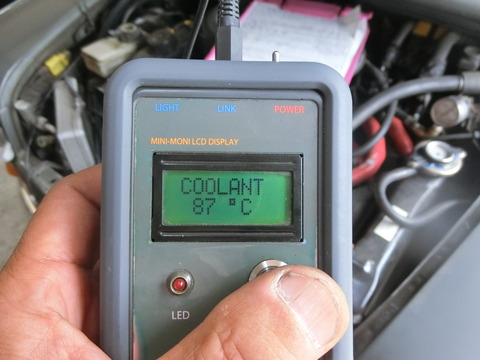 LIGHT LINK POWER
MINI-MONI LCD DISPLAY
COOLANT
87 °C
LED